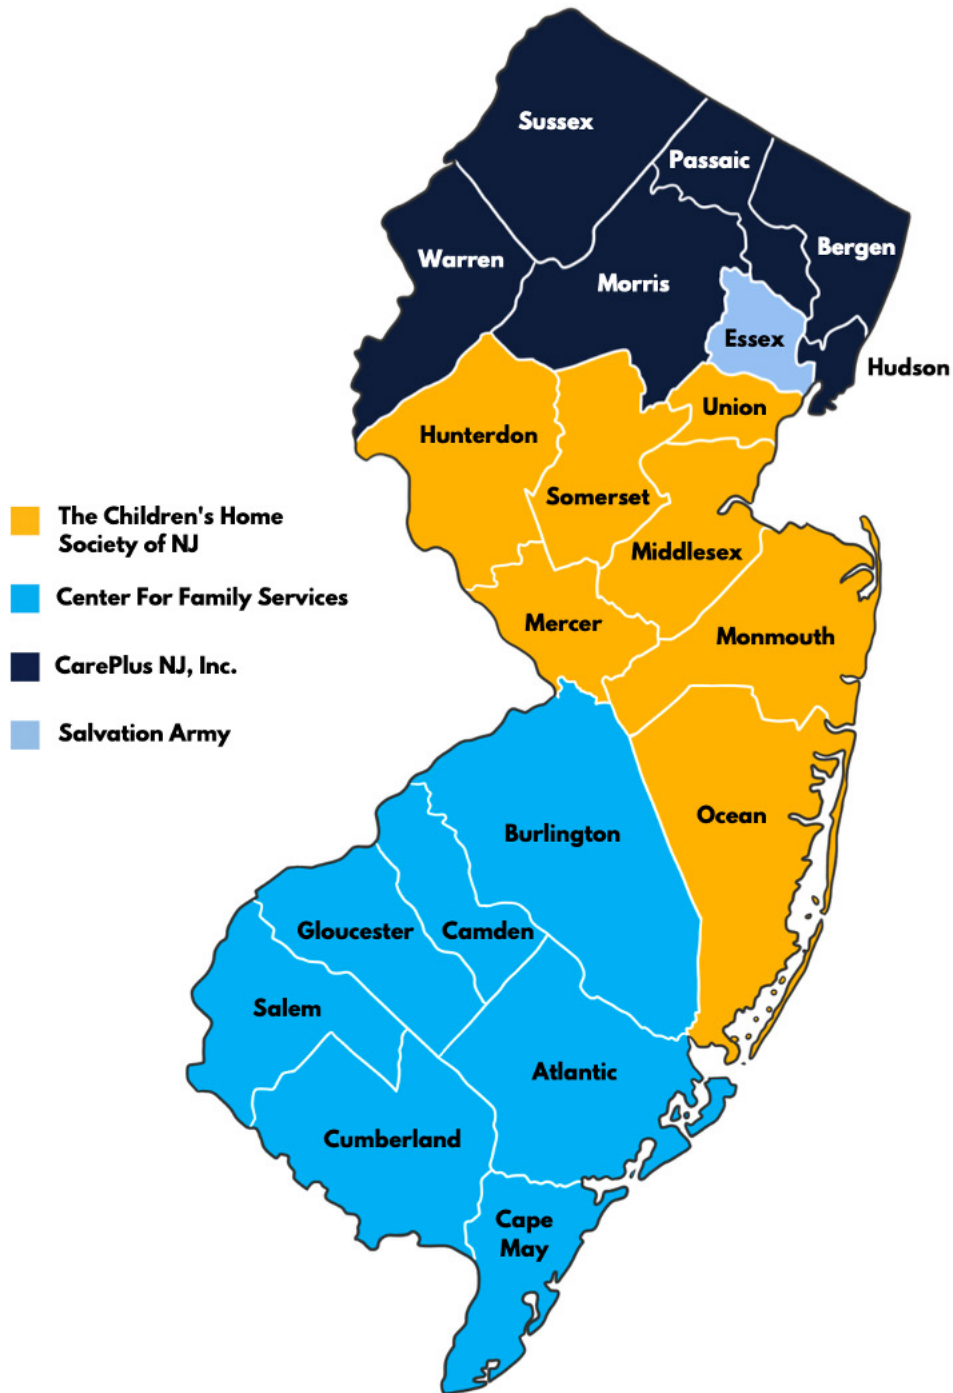 Sussex
Passaic
Warren
Bergen
Morris
Essex
Hudson
Union
Hunterdon
Somerset
Middlesex
Mercer
Monmouth
The Children's Home
Society of NJ
Center For Family Services
CarePlus NJ, Inc.
Salvation Army
Ocean
Burlington
Gloucester
Camden
Salem
Atlantic
Cumberland
Cape
May